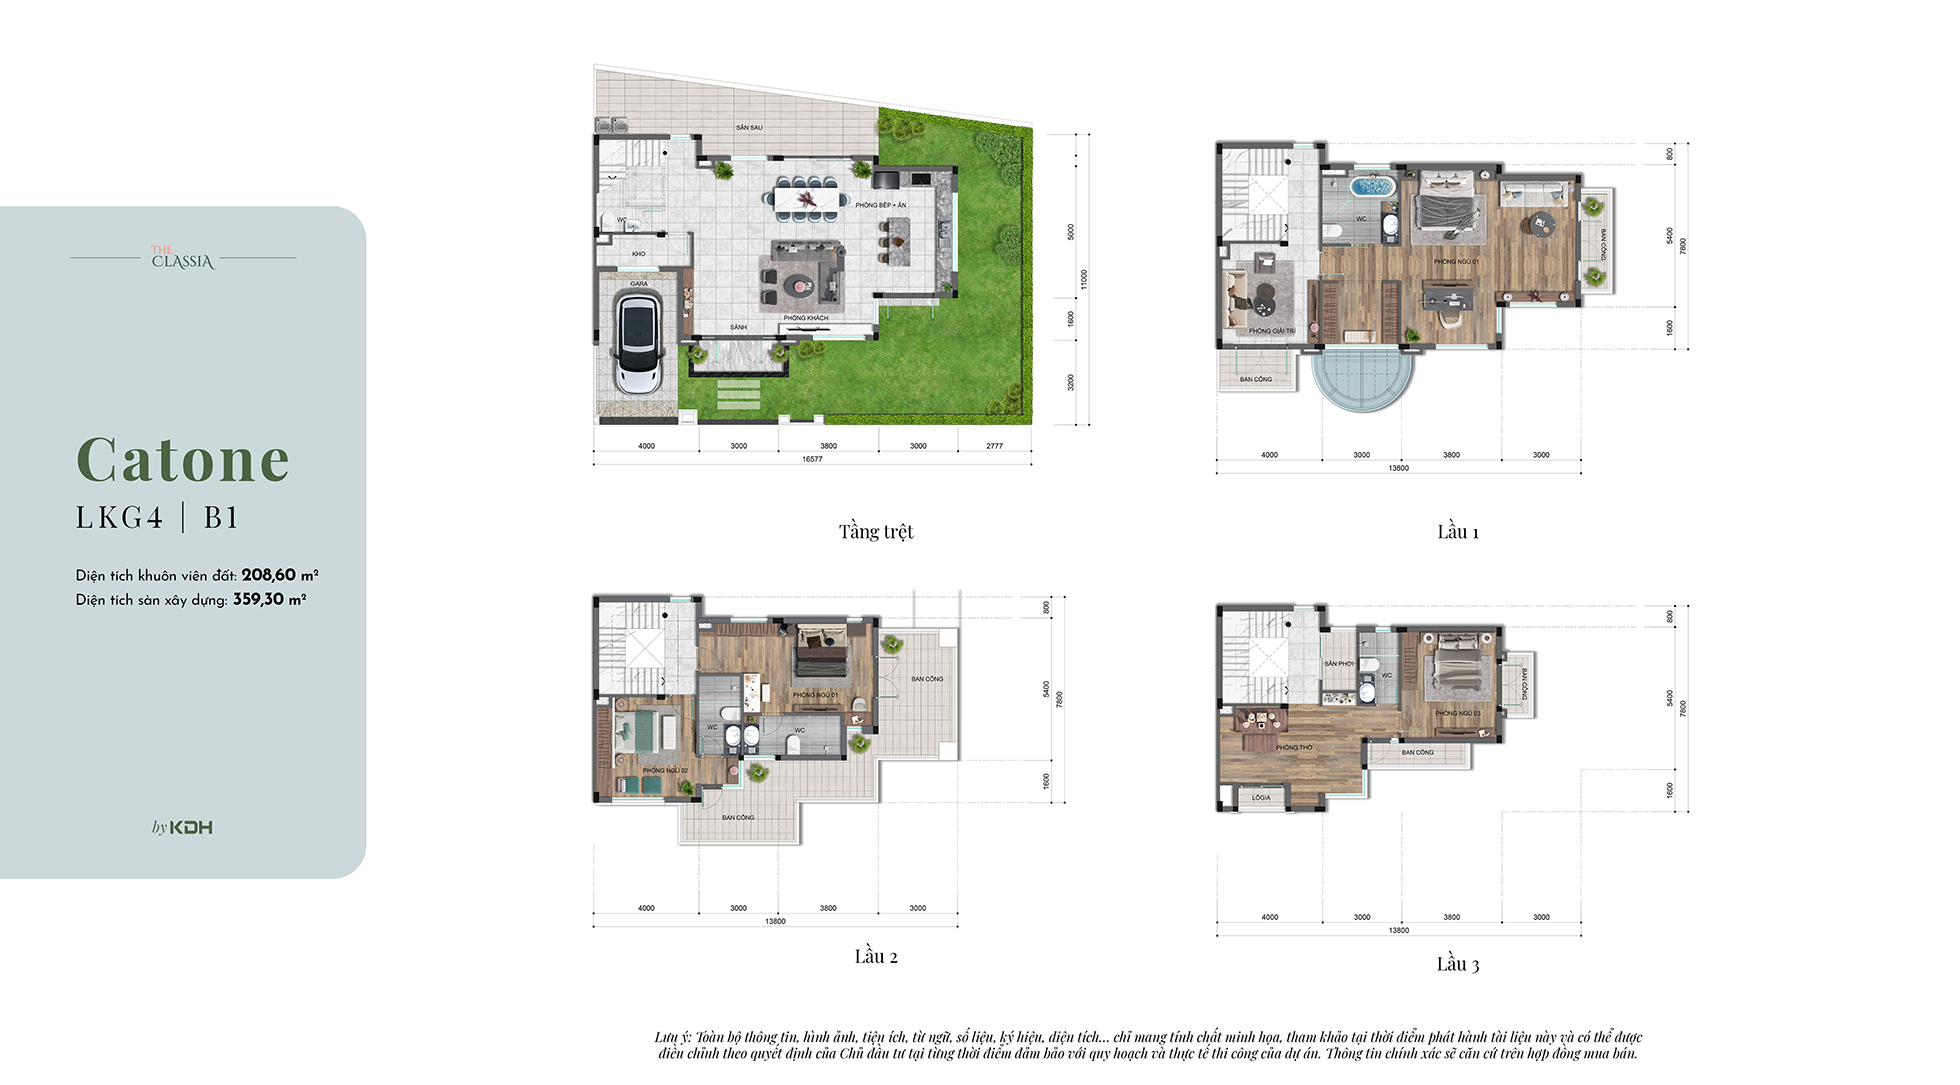 THE
CLASSIA
Catone
LKG4 | B1
Diện tích khuôn viên đất: 208,60 m²
Diện tích sàn xây dựng: 359,30 m²
by KDH
SÂN SAU
PHÒNG BẾP + ĂN
WC
KHO
GARA
PHÒNG KHÁCH
SẢNH
5000
11000
1600
3200
4000
3000
3800
3000
2777
16577
Tầng trệt
WC
PHÒNG NGỦ 01
BAN CÔNG
PHÒNG GIẢI TRÍ
BAN CÔNG
800
5400
7800
1600
4000
3000
3800
3000
13800
Lầu 1
BAN CÔNG
PHÒNG NGỦ 01
WC
WC
PHÒNG NGỦ 02
BAN CÔNG
800
5400
7800
1600
4000
3000
3800
3000
13800
Lầu 2
SÂN PHƠI
WC
BAN CÔNG
PHÒNG NGỦ 03
PHÒNG THỜ
BAN CÔNG
LÔGIA
800
5400
7800
1600
4000
3000
3800
3000
13800
Lầu 3
Lưu ý: Toàn bộ thông tin, hình ảnh, tiện ích, từ ngữ, số liệu, ký hiệu, diện tích... chỉ mang tính chất minh họa, tham khảo tại thời điểm phát hành tài liệu này và có thể được
điều chỉnh theo quyết định của Chủ đầu tư tại từng thời điểm đảm bảo với quy hoạch và thực tế thi công của dự án. Thông tin chính xác sẽ căn cứ trên hợp đồng mua bán.